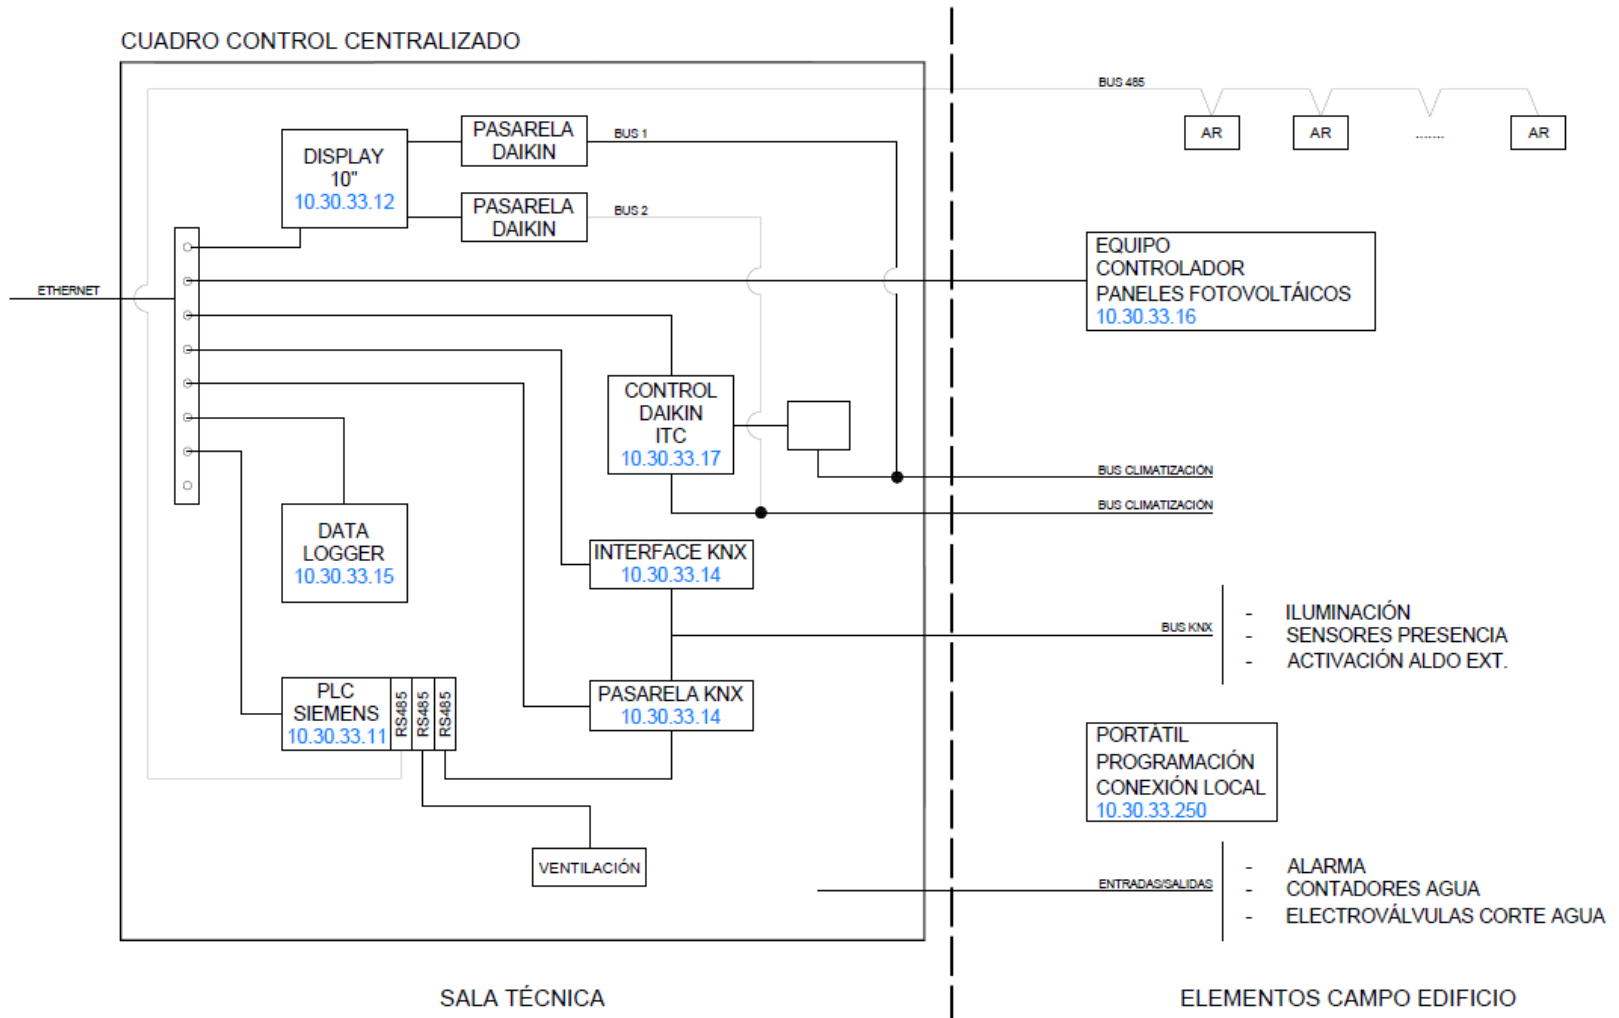 CUADRO CONTROL CENTRALIZADO
BUS 485
AR
AR
.......
AR
DISPLAY
10"
10.30.33.12
PASARELA
DAIKIN
BUS 1
PASARELA
DAIKIN
BUS 2
ETHERNET
EQUIPO
CONTROLADOR
PANELES FOTOVOLTÁICOS
10.30.33.16
CONTROL
DAIKIN
ITC
10.30.33.17
BUS CLIMATIZACIÓN
BUS CLIMATIZACIÓN
DATA
LOGGER
10.30.33.15
INTERFACE KNX
10.30.33.14
BUS KNX
- ILUMINACIÓN
- SENSORES PRESENCIA
- ACTIVACIÓN ALDO EXT.
PLC
SIEMENS
10.30.33.11
RS485
RS485
RS485
PASARELA KNX
10.30.33.14
PORTÁTIL
PROGRAMACIÓN
CONEXIÓN LOCAL
10.30.33.250
VENTILACIÓN
ENTRADAS/SALIDAS
- ALARMA
- CONTADORES AGUA
- ELECTROVÁLVULAS CORTE AGUA
SALA TÉCNICA
ELEMENTOS CAMPO EDIFICIO